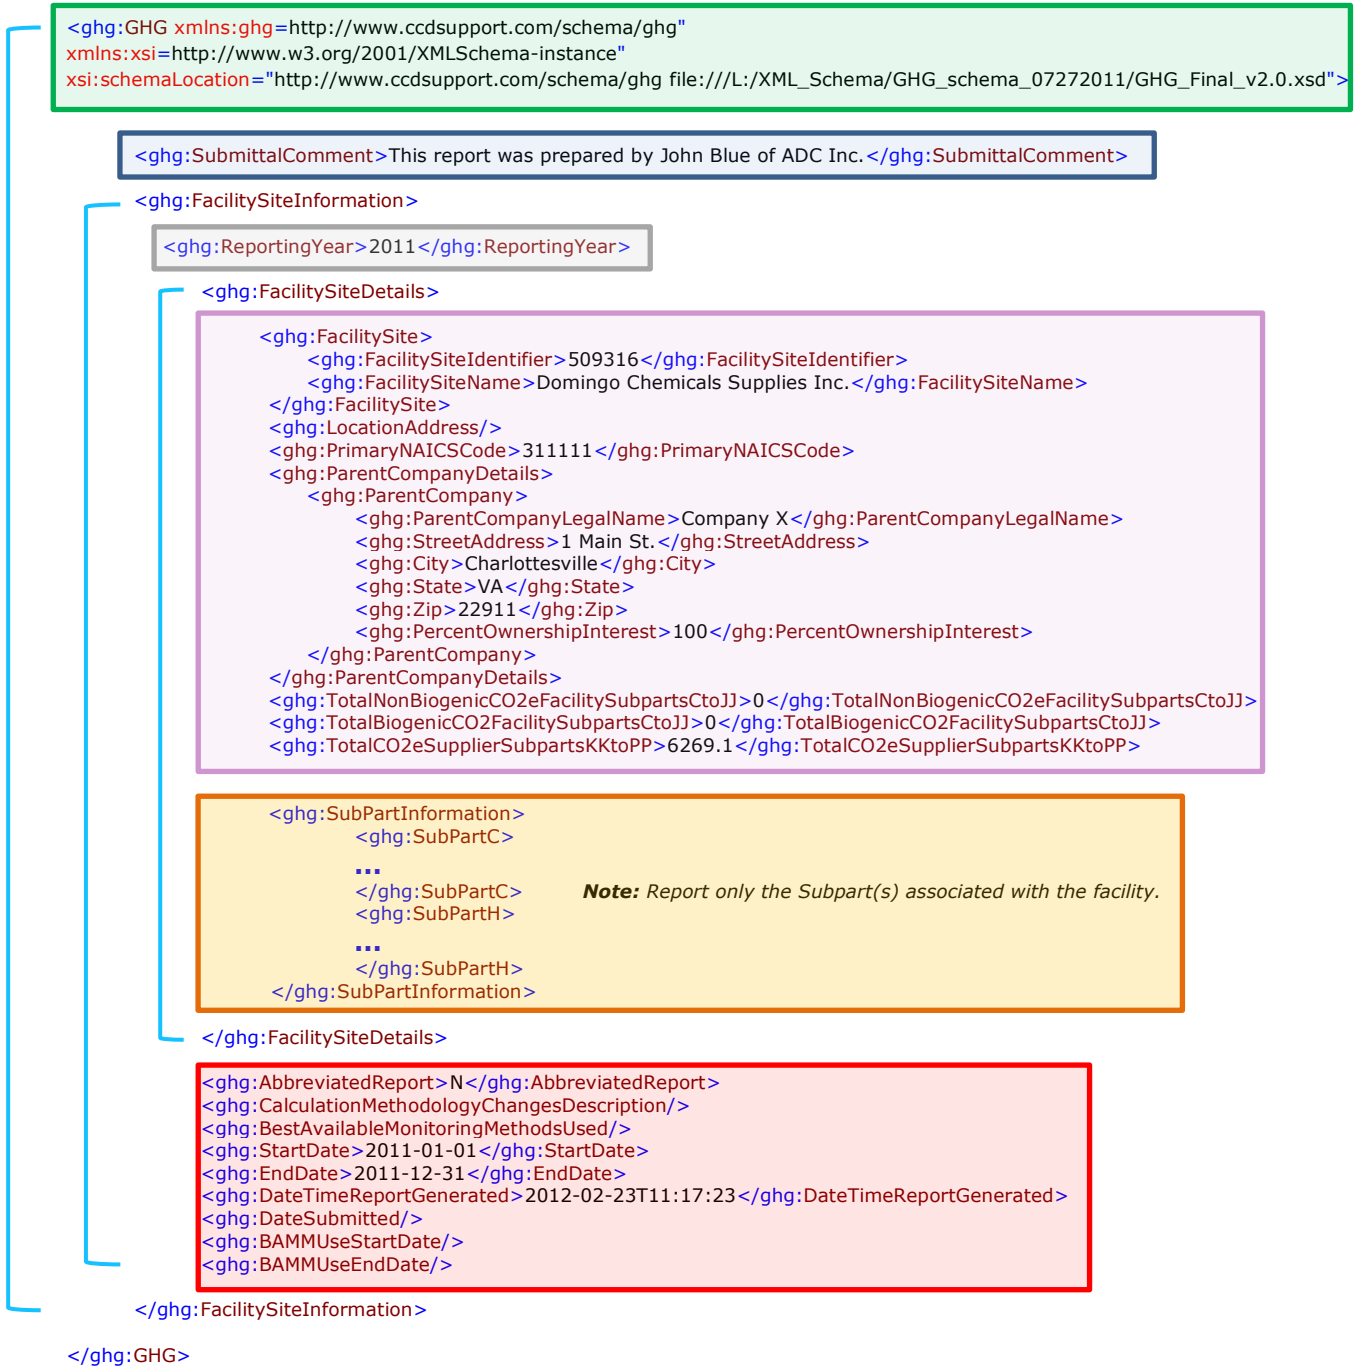 <ghg:GHG xmlns:ghg=http://www.ccdsupport.com/schema/ghg"
xmlns:xsi=http://www.w3.org/2001/XMLSchema-instance"
xsi:schemaLocation="http://www.ccdsupport.com/schema/ghg file:///L:/XML_Schema/GHG_schema_07272011/GHG_Final_v2.0.xsd">
<ghg:SubmittalComment>This report was prepared by John Blue of ADC Inc.</ghg:SubmittalComment>
<ghg:FacilitySiteInformation>
<ghg:ReportingYear>2011</ghg:ReportingYear>
<ghg:FacilitySiteDetails>
<ghg:FacilitySite>
<ghg:FacilitySiteIdentifier>509316</ghg:FacilitySiteIdentifier>
<ghg:FacilitySiteName>Domingo Chemicals Supplies Inc.</ghg:FacilitySiteName>
</ghg:FacilitySite>
<ghg:LocationAddress/>
<ghg:PrimaryNAICSCode>311111</ghg:PrimaryNAICSCode>
<ghg:ParentCompanyDetails>
<ghg:ParentCompany>
<ghg:ParentCompanyLegalName>Company X</ghg:ParentCompanyLegalName>
<ghg:StreetAddress>1 Main St.</ghg:StreetAddress>
<ghg:City>Charlottesville</ghg:City>
<ghg:State>VA</ghg:State>
<ghg:Zip>22911</ghg:Zip>
<ghg:PercentOwnershipInterest>100</ghg:PercentOwnershipInterest>
</ghg:ParentCompany>
</ghg:ParentCompanyDetails>
<ghg:TotalNonBiogenicCO2eFacilitySubpartsCtoJJ>0</ghg:TotalNonBiogenicCO2eFacilitySubpartsCtoJJ>
<ghg:TotalBiogenicCO2FacilitySubpartsCtoJJ>0</ghg:TotalBiogenicCO2FacilitySubpartsCtoJJ>
<ghg:TotalCO2eSupplierSubpartsKKtoPP>6269.1</ghg:TotalCO2eSupplierSubpartsKKtoPP>
<ghg:SubPartInformation>
<ghg:SubPartC>
...
</ghg:SubPartC> Note: Report only the Subpart(s) associated with the facility.
<ghg:SubPartH>
...
</ghg:SubPartH>
</ghg:SubPartInformation>
</ghg:FacilitySiteDetails>
<ghg:AbbreviatedReport>N</ghg:AbbreviatedReport>
<ghg:CalculationMethodologyChangesDescription/>
<ghg:BestAvailableMonitoringMethodsUsed/>
<ghg:StartDate>2011-01-01</ghg:StartDate>
<ghg:EndDate>2011-12-31</ghg:EndDate>
<ghg:DateTimeReportGenerated>2012-02-23T11:17:23</ghg:DateTimeReportGenerated>
<ghg:DateSubmitted/>
<ghg:BAMMUseStartDate/>
<ghg:BAMMUseEndDate/>
</ghg:FacilitySiteInformation>
</ghg:GHG>